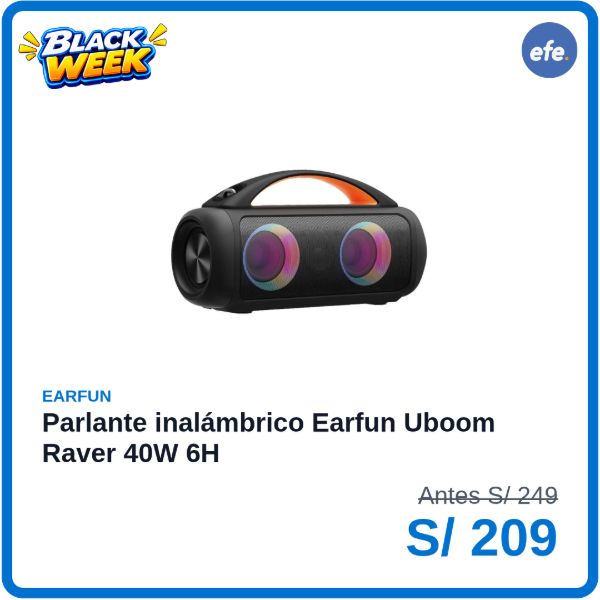 BLACK
WEEK
efe.
EARFUN
Parlante inalámbrico Earfun Uboom
Raver 40W 6H
Antes S/ 249
S/ 209